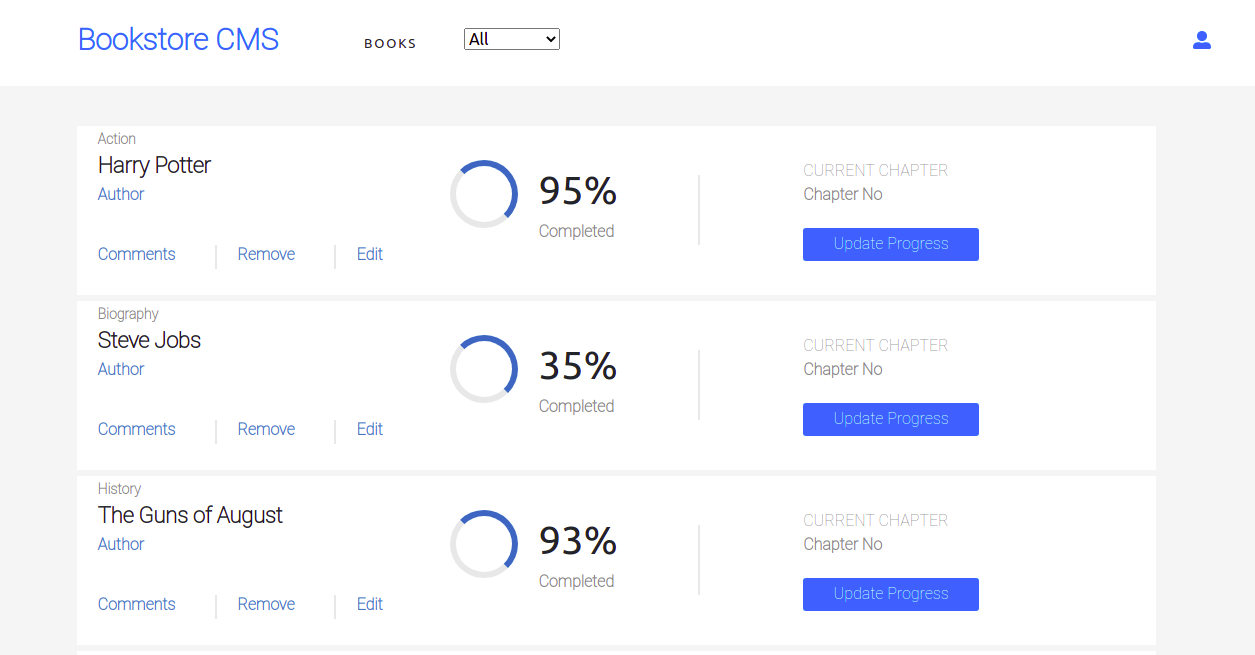 Bookstore CMS
BOOKS
All
Action
Harry Potter
Author
Comments
Remove
Edit
95%
Completed
CURRENT CHAPTER
Chapter No
Update Progress
Biography
Steve Jobs
Author
Comments
Remove
Edit
35%
Completed
CURRENT CHAPTER
Chapter No
Update Progress
History
The Guns of August
Author
Comments
Remove
Edit
93%
Completed
CURRENT CHAPTER
Chapter No
Update Progress